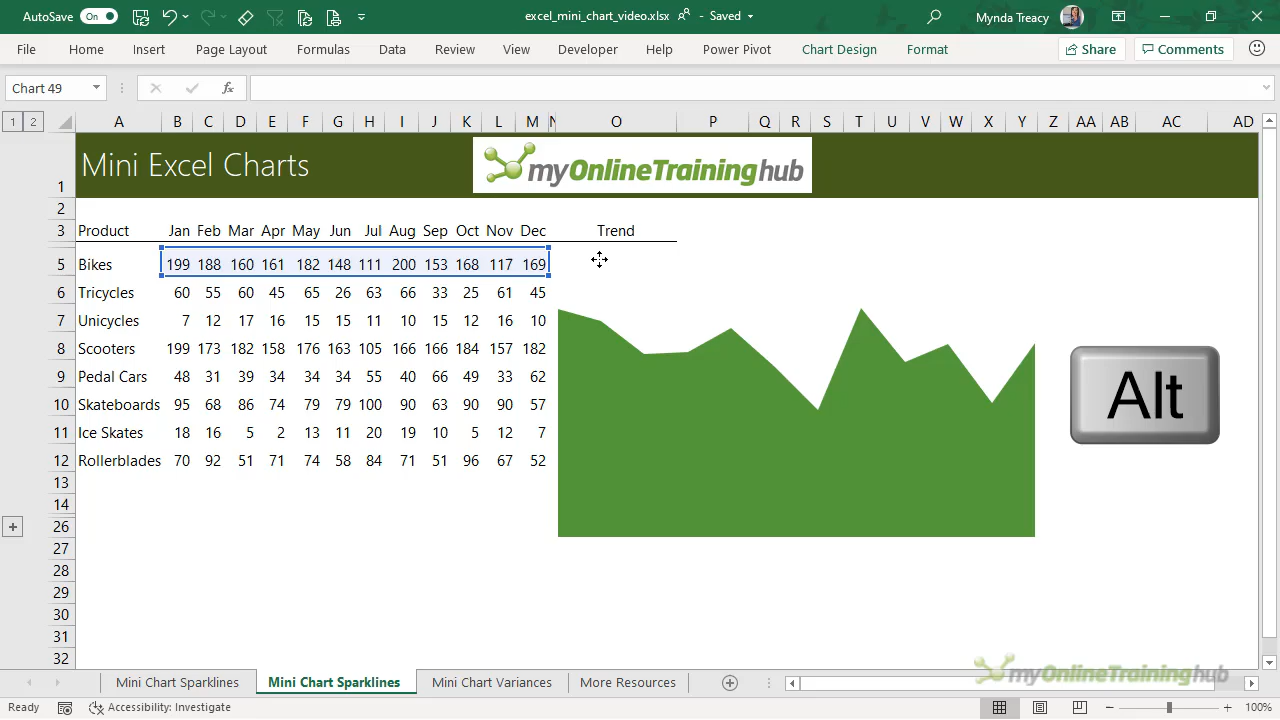 AutoSave On excel_mini_chart_video.xlsx - Saved Mynda Treacy
File Home Insert Page Layout Formulas Data Review View Developer Help Power Pivot Chart Design Format Share Comments
Chart 49 fx
1 2 A B C D E F G H I J K L M N O P Q R S T U V W X Y Z AA AB AC AD
1 Mini Excel Charts myOnlineTraininghub
2
3 Product Jan Feb Mar Apr May Jun Jul Aug Sep Oct Nov Dec Trend
5 Bikes 199 188 160 161 182 148 111 200 153 168 117 169
6 Tricycles 60 55 60 45 65 26 63 66 33 25 61 45
7 Unicycles 7 12 17 16 15 15 11 10 15 12 16 10
8 Scooters 199 173 182 158 176 163 105 166 166 184 157 182
9 Pedal Cars 48 31 39 34 34 34 55 40 66 49 33 62
10 Skateboards 95 68 86 74 79 79 100 90 63 90 90 57
11 Ice Skates 18 16 5 2 13 11 20 19 10 5 12 7
12 Rollerblades 70 92 51 71 74 58 84 71 51 96 67 52
Alt
13
14
26
27
28
29
30
31
32
myOnlineTraininghub
Mini Chart Sparklines Mini Chart Sparklines Mini Chart Variances More Resources
Ready Accessibility: Investigate 100%